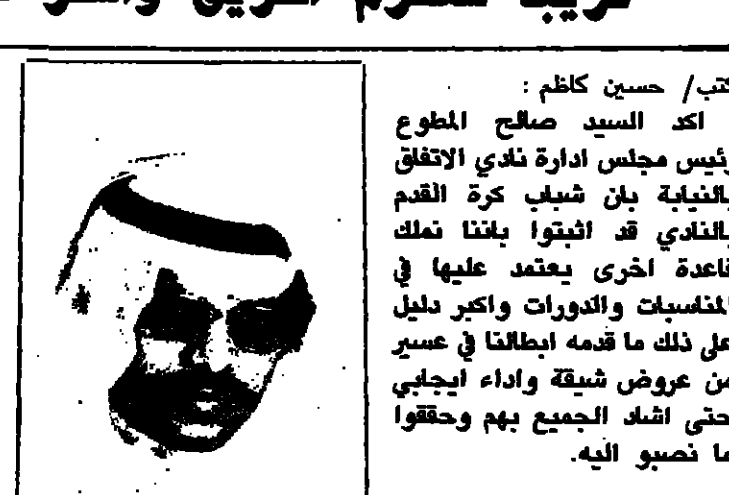 قريبا ... الفريق
كتب/ حسين كاظم :
اكد السيد صالح المطوع
رئيس مجلس ادارة نادي الاتفاق
بالنيابة بان شباب كرة القدم
بالنادي قد اثبتوا باننا نملك
قاعدة اخرى يعتمد عليها في
المناسبات والدورات واكبر دليل
على ذلك ما قدمه ابطالنا في عسير
من عروض شيقة واداء ايجابي
حتى اشاد الجميع بهم وحققوا
ما نصبو اليه.